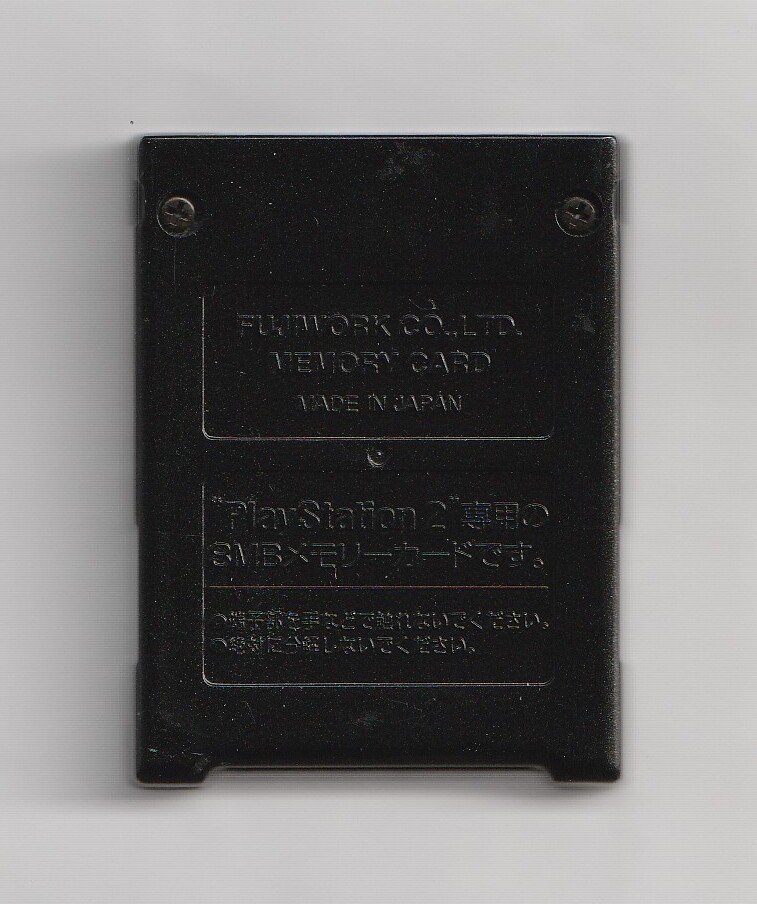 FUJIWORK CO.,LTD.
MEMORY CARD
MADE IN JAPAN
"PlayStation 2"専用の
8MBメモリーカードです。
○端子部を手などで触れないでください。
○絶対に分解しないでください。